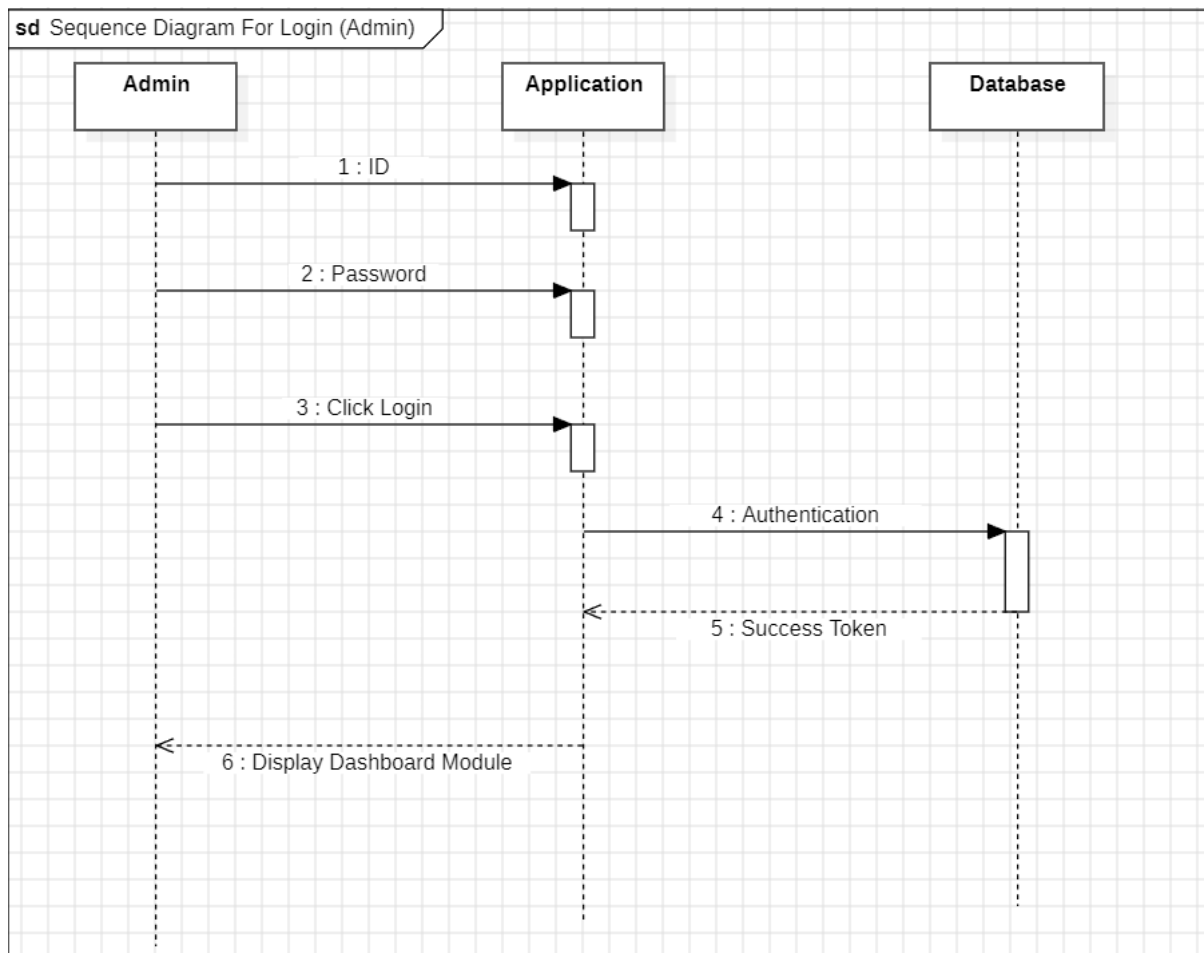 sd Sequence Diagram For Login (Admin)
Admin
Application
Database
1 : ID
2 : Password
3 : Click Login
4 : Authentication
5 : Success Token
6 : Display Dashboard Module